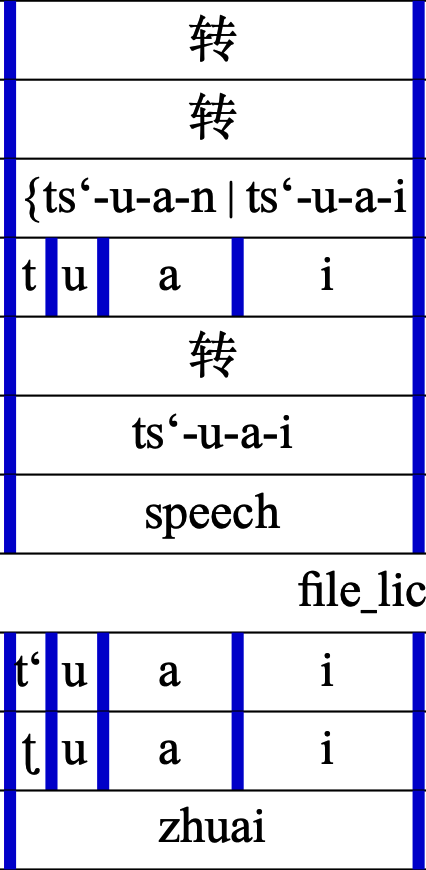 转
转
{ts‘-u-a-n | ts‘-u-a-i
t u a i
转
ts‘-u-a-i
speech
file_lic
t‘ u a i
ʈ u a i
zhuai